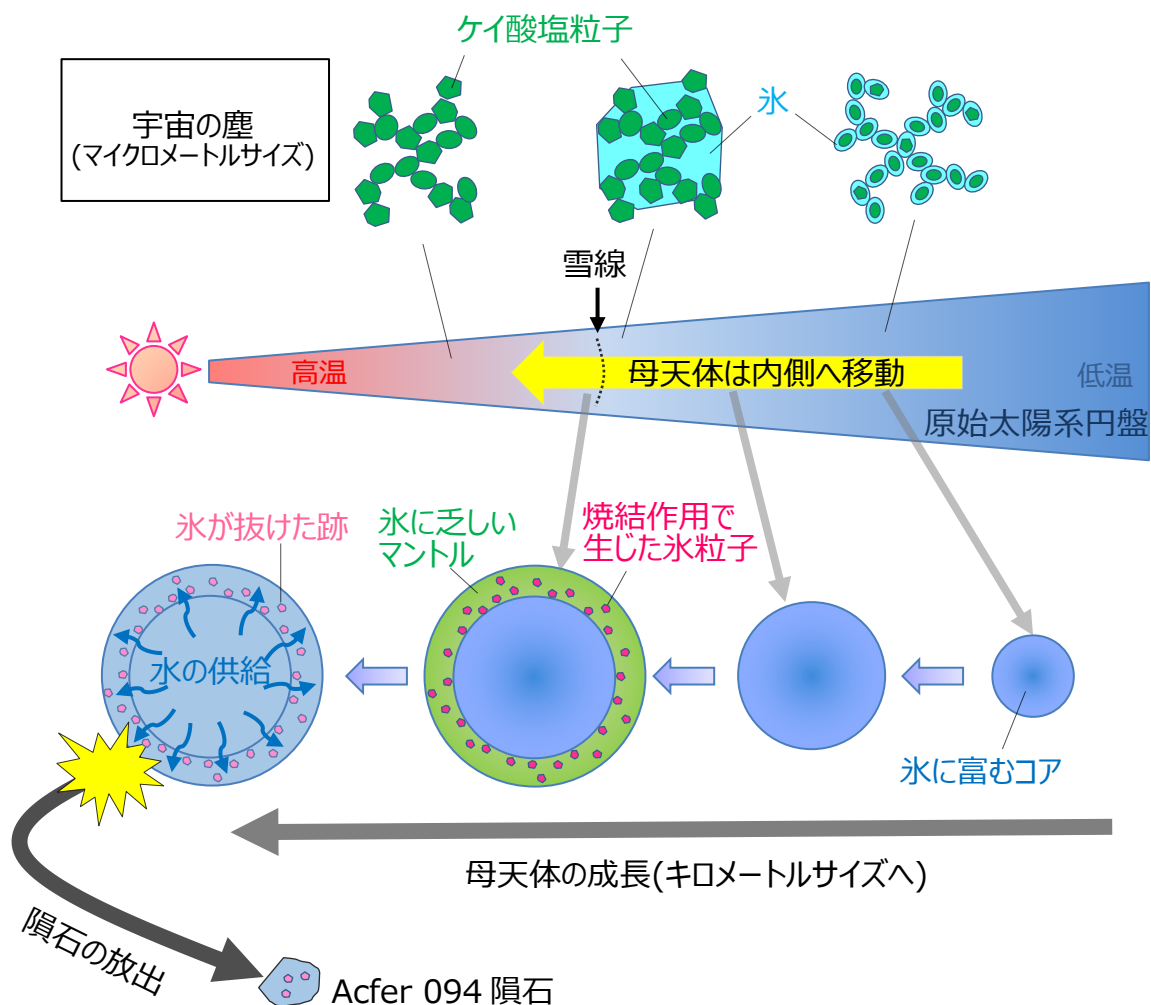 ケイ酸塩粒子
宇宙の塵
(マイクロメートルサイズ)
氷
雪線
高温
母天体は内側へ移動
低温
原始太陽系円盤
氷が抜けた跡
氷に乏しい
マントル
焼結作用で
生じた氷粒子
水の供給
氷に富むコア
母天体の成長(キロメートルサイズへ)
隕石の放出
Acfer 094 隕石